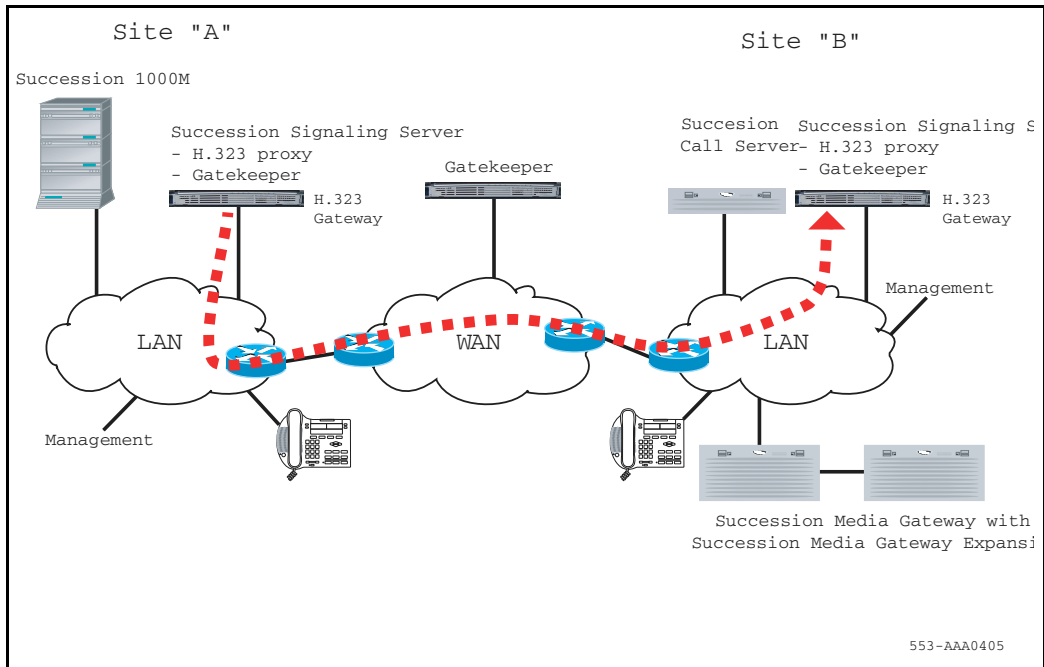 Site "A"
Site "B"
Succession 1000M
Succession Signaling Server
- H.323 proxy
- Gatekeeper
H.323
Gateway
Gatekeeper
Succesion
Call Server
Succession Signaling S
- H.323 proxy
- Gatekeeper
H.323
Gateway
Management
LAN
WAN
LAN
Management
Succession Media Gateway with
Succession Media Gateway Expansi
553-AAA0405